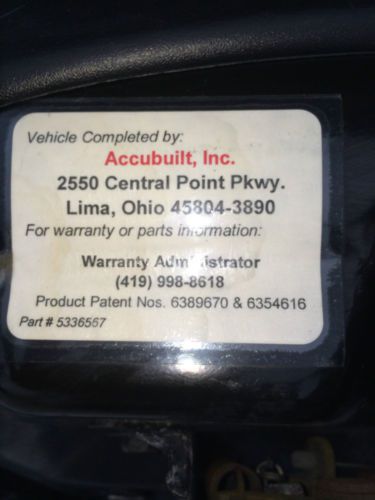 Vehicle Completed by:
Accubuilt, Inc.
2550 Central Point Pkwy.
Lima, Ohio 45804-3890
For warranty or parts information:
Warranty Administrator
(419) 998-8618
Product Patent Nos. 6389670 & 6354616
Part # 5336567